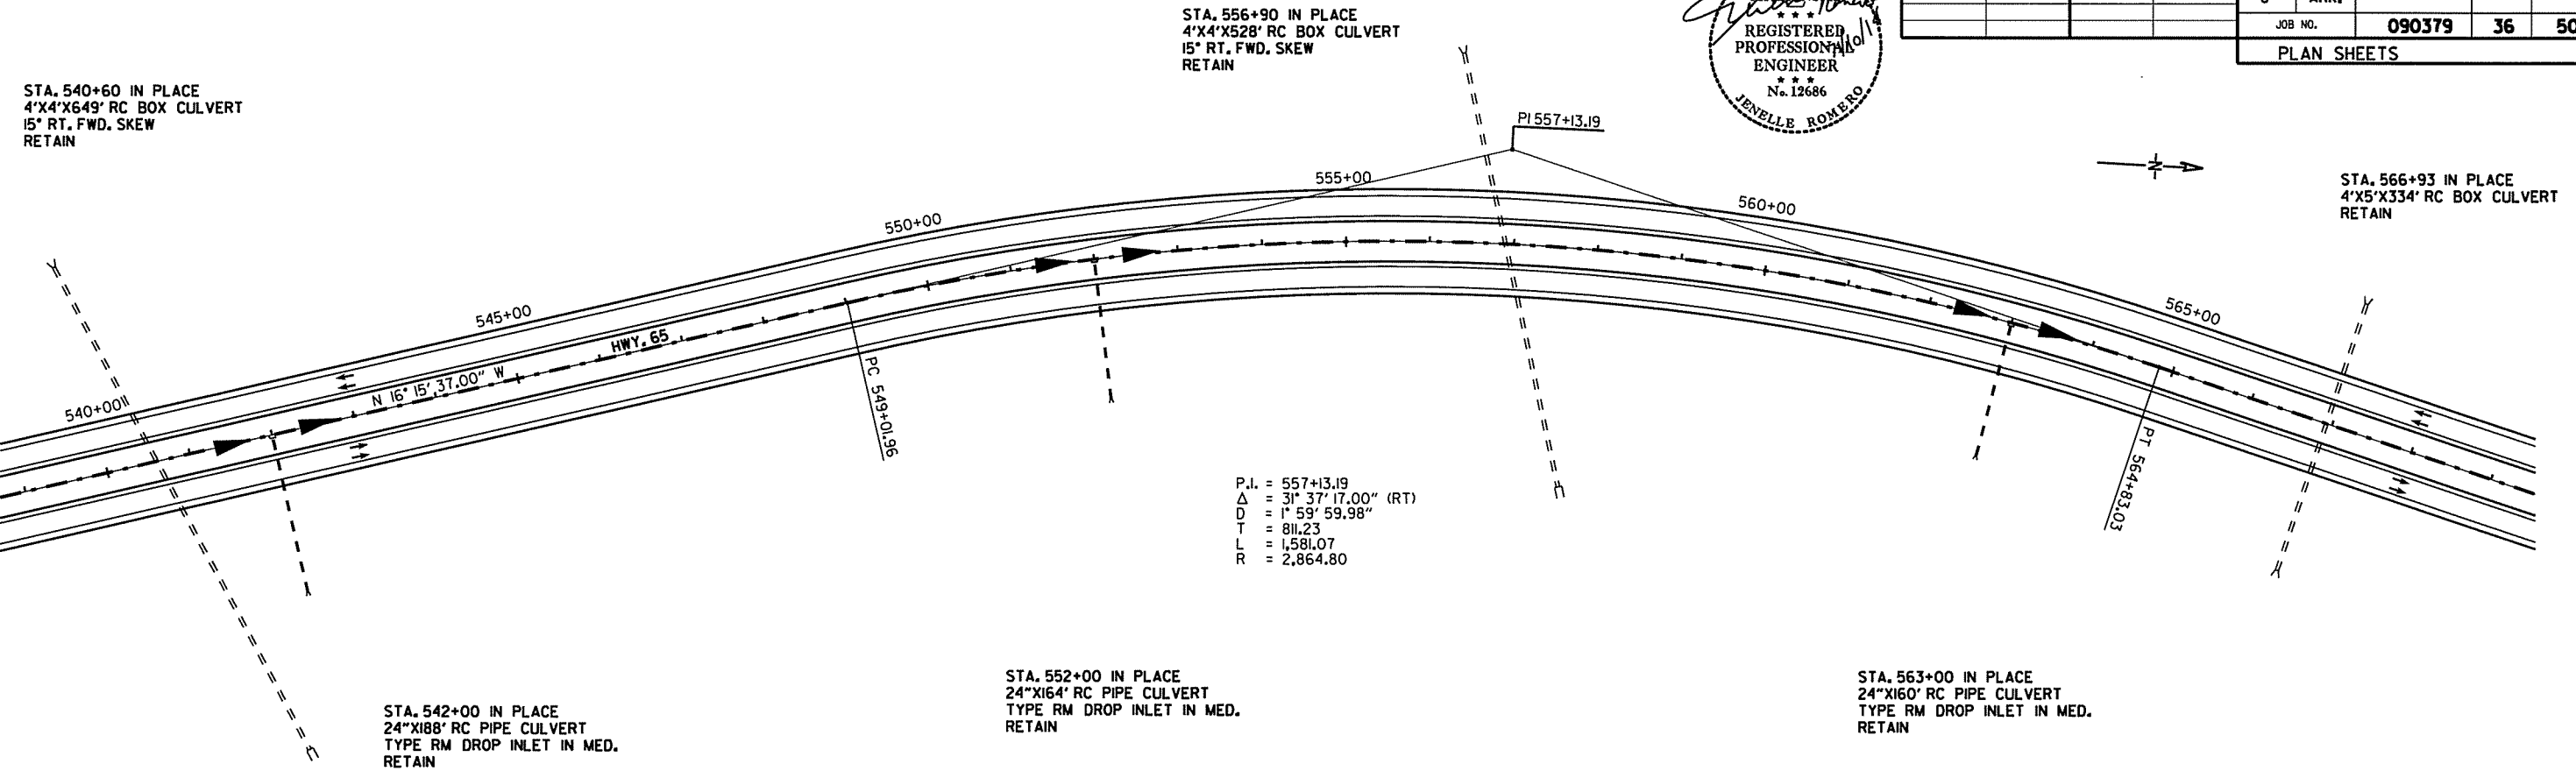 STA. 556+90 IN PLACE
4'X4'X528' RC BOX CULVERT
15° RT. FWD. SKEW
RETAIN
REGISTERED
PROFESSIONAL
ENGINEER
No. 12686
JENELLE ROMERO
JOB NO. 090379 36 50
PLAN SHEETS
STA. 540+60 IN PLACE
4'X4'X649' RC BOX CULVERT
15° RT. FWD. SKEW
RETAIN
PI 557+13.19
N
STA. 566+93 IN PLACE
4'X5'X334' RC BOX CULVERT
RETAIN
540+00
545+00
550+00
555+00
560+00
565+00
HWY. 65
N 16° 15' 37.00" W
PC 549+01.96
PT 564+83.03
P.I. = 557+13.19
Δ = 31° 37' 17.00" (RT)
D = 1° 59' 59.98"
T = 811.23
L = 1,581.07
R = 2,864.80
STA. 542+00 IN PLACE
24"X188' RC PIPE CULVERT
TYPE RM DROP INLET IN MED.
RETAIN
STA. 552+00 IN PLACE
24"X164' RC PIPE CULVERT
TYPE RM DROP INLET IN MED.
RETAIN
STA. 563+00 IN PLACE
24"X160' RC PIPE CULVERT
TYPE RM DROP INLET IN MED.
RETAIN